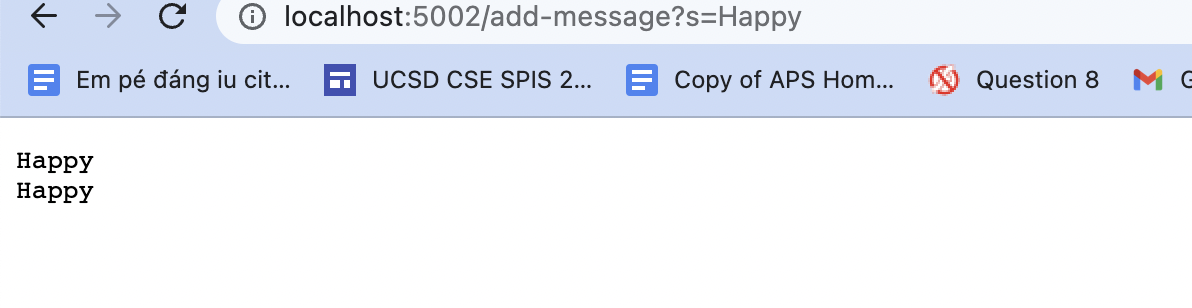 localhost:5002/add-message?s=Happy
Em pé đáng iu cit... UCSD CSE SPIS 2... Copy of APS Hom... Question 8 G
Happy
Happy